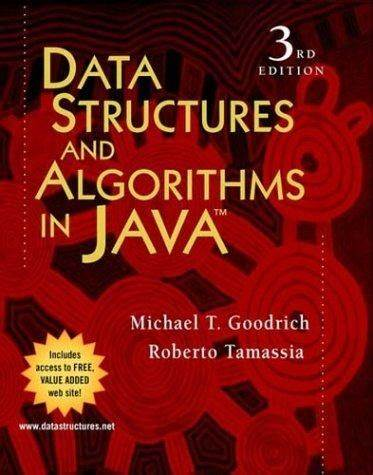 3RD
EDITION
DATA
STRUCTURES
AND
ALGORITHMS
IN JAVA™
Michael T. Goodrich
Roberto Tamassia
Includes
access to FREE,
VALUE ADDED
web site!
www.datastructures.net